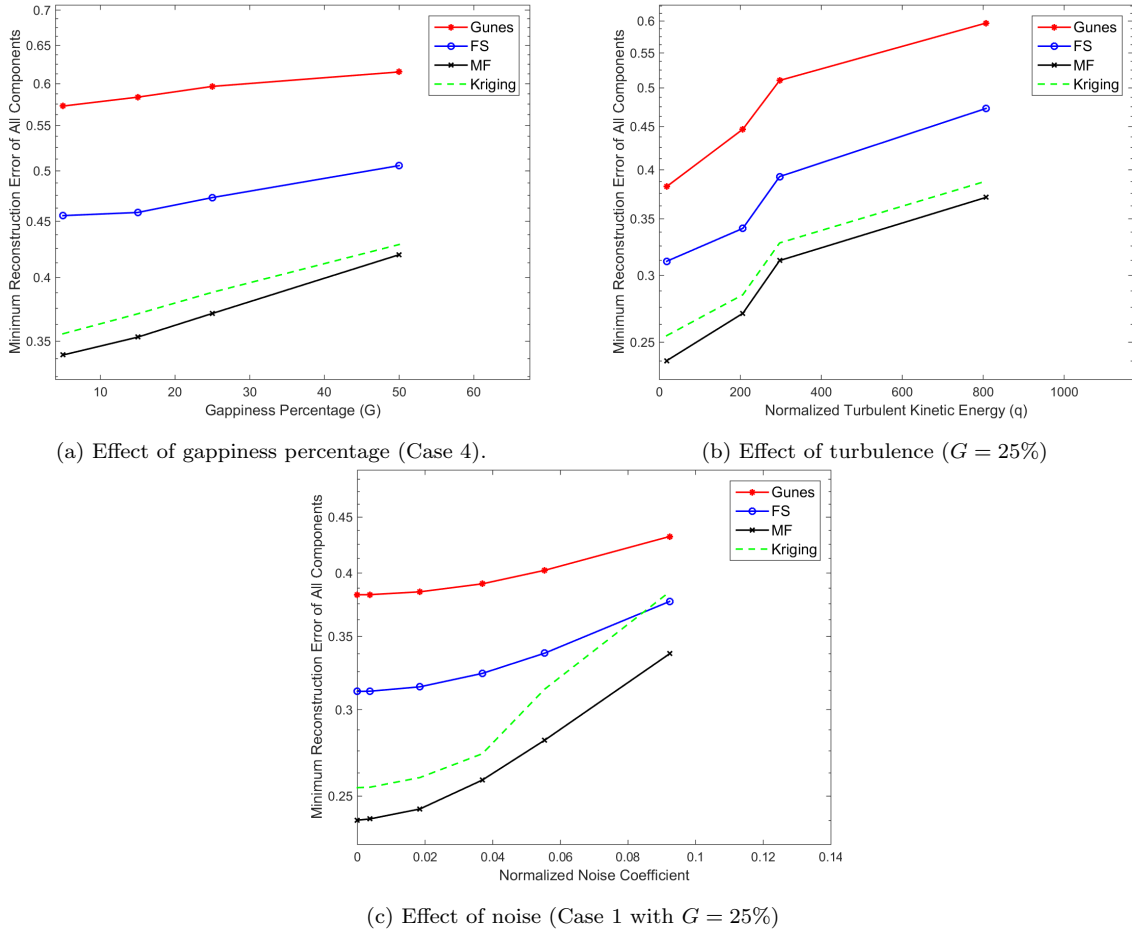 0.7
0.65
0.6
0.55
0.5
0.45
0.4
0.35
Minimum Reconstruction Error of All Components
10 20 30 40 50 60
Gappiness Percentage (G)
Gunes
FS
MF
Kriging
(a) Effect of gappiness percentage (Case 4).
0.6
0.55
0.5
0.45
0.4
0.35
0.3
0.25
Minimum Reconstruction Error of All Components
0 200 400 600 800 1000
Normalized Turbulent Kinetic Energy (q)
Gunes
FS
MF
Kriging
(b) Effect of turbulence (G = 25%)
0.45
0.4
0.35
0.3
0.25
Minimum Reconstruction Error of All Components
0 0.02 0.04 0.06 0.08 0.1 0.12 0.14
Normalized Noise Coefficient
Gunes
FS
MF
Kriging
(c) Effect of noise (Case 1 with G = 25%)